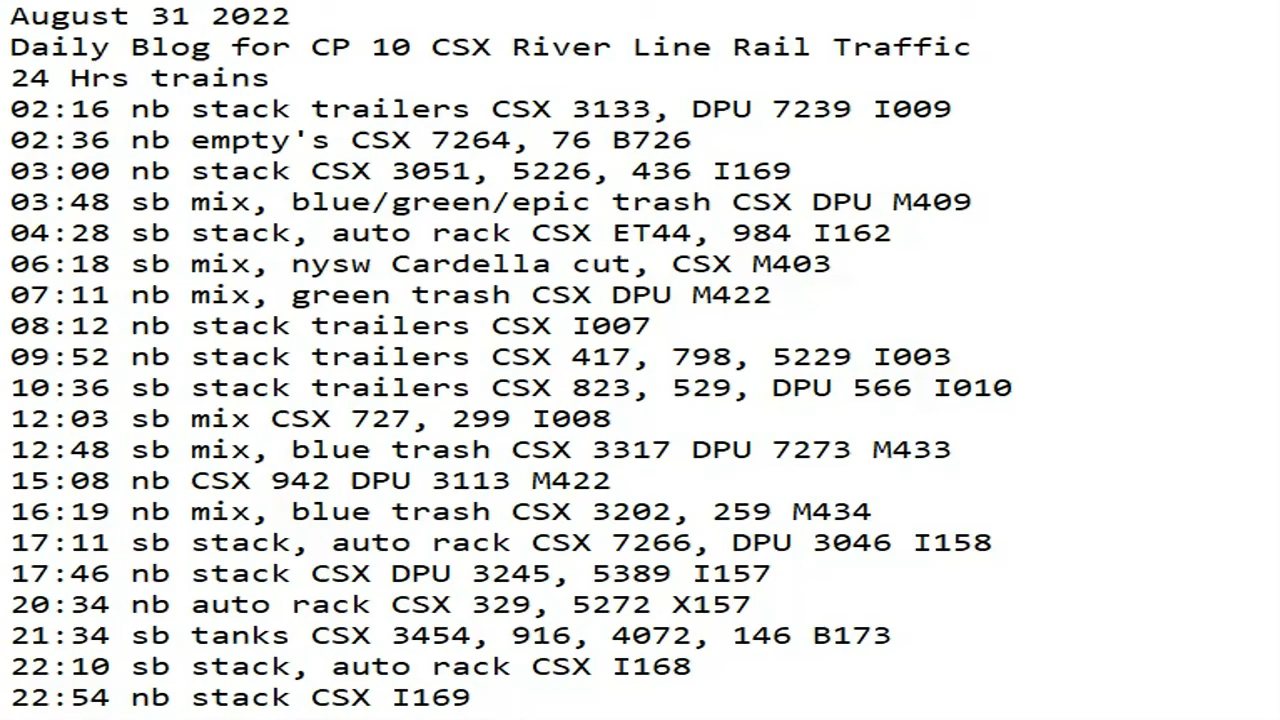 August 31 2022
Daily Blog for CP 10 CSX River Line Rail Traffic
24 Hrs trains
02:16 nb stack trailers CSX 3133, DPU 7239 I009
02:36 nb empty's CSX 7264, 76 B726
03:00 nb stack CSX 3051, 5226, 436 I169
03:48 sb mix, blue/green/epic trash CSX DPU M409
04:28 sb stack, auto rack CSX ET44, 984 I162
06:18 sb mix, nysw Cardella cut, CSX M403
07:11 nb mix, green trash CSX DPU M422
08:12 nb stack trailers CSX I007
09:52 nb stack trailers CSX 417, 798, 5229 I003
10:36 sb stack trailers CSX 823, 529, DPU 566 I010
12:03 sb mix CSX 727, 299 I008
12:48 sb mix, blue trash CSX 3317 DPU 7273 M433
15:08 nb CSX 942 DPU 3113 M422
16:19 nb mix, blue trash CSX 3202, 259 M434
17:11 sb stack, auto rack CSX 7266, DPU 3046 I158
17:46 nb stack CSX DPU 3245, 5389 I157
20:34 nb auto rack CSX 329, 5272 X157
21:34 sb tanks CSX 3454, 916, 4072, 146 B173
22:10 sb stack, auto rack CSX I168
22:54 nb stack CSX I169